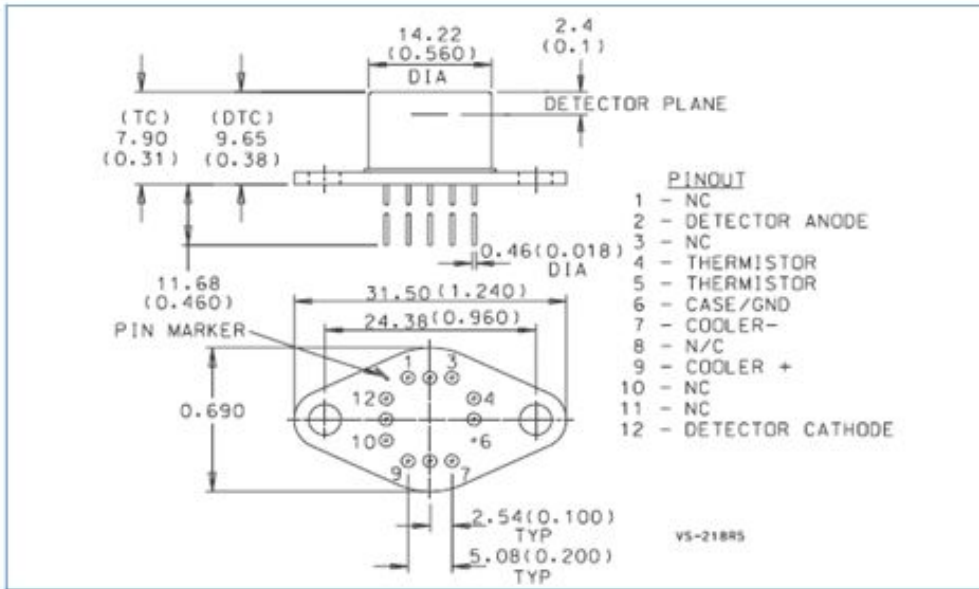 14.22
(0.560)
DIA
2.4
(0.1)
DETECTOR PLANE
(TC)
7.90
(0.31)
(DTC)
9.65
(0.38)
PINOUT
1 - NC
2 - DETECTOR ANODE
3 - NC
4 - THERMISTOR
5 - THERMISTOR
6 - CASE/GND
7 - COOLER-
8 - N/C
9 - COOLER +
10 - NC
11 - NC
12 - DETECTOR CATHODE
0.46(0.018)
DIA
11.68
(0.460)
31.50(1.240)
24.38(0.960)
PIN MARKER
1 3
12 4
0.690
10 6
9 7
2.54(0.100)
TYP
5.08(0.200)
TYP
VS-218R5